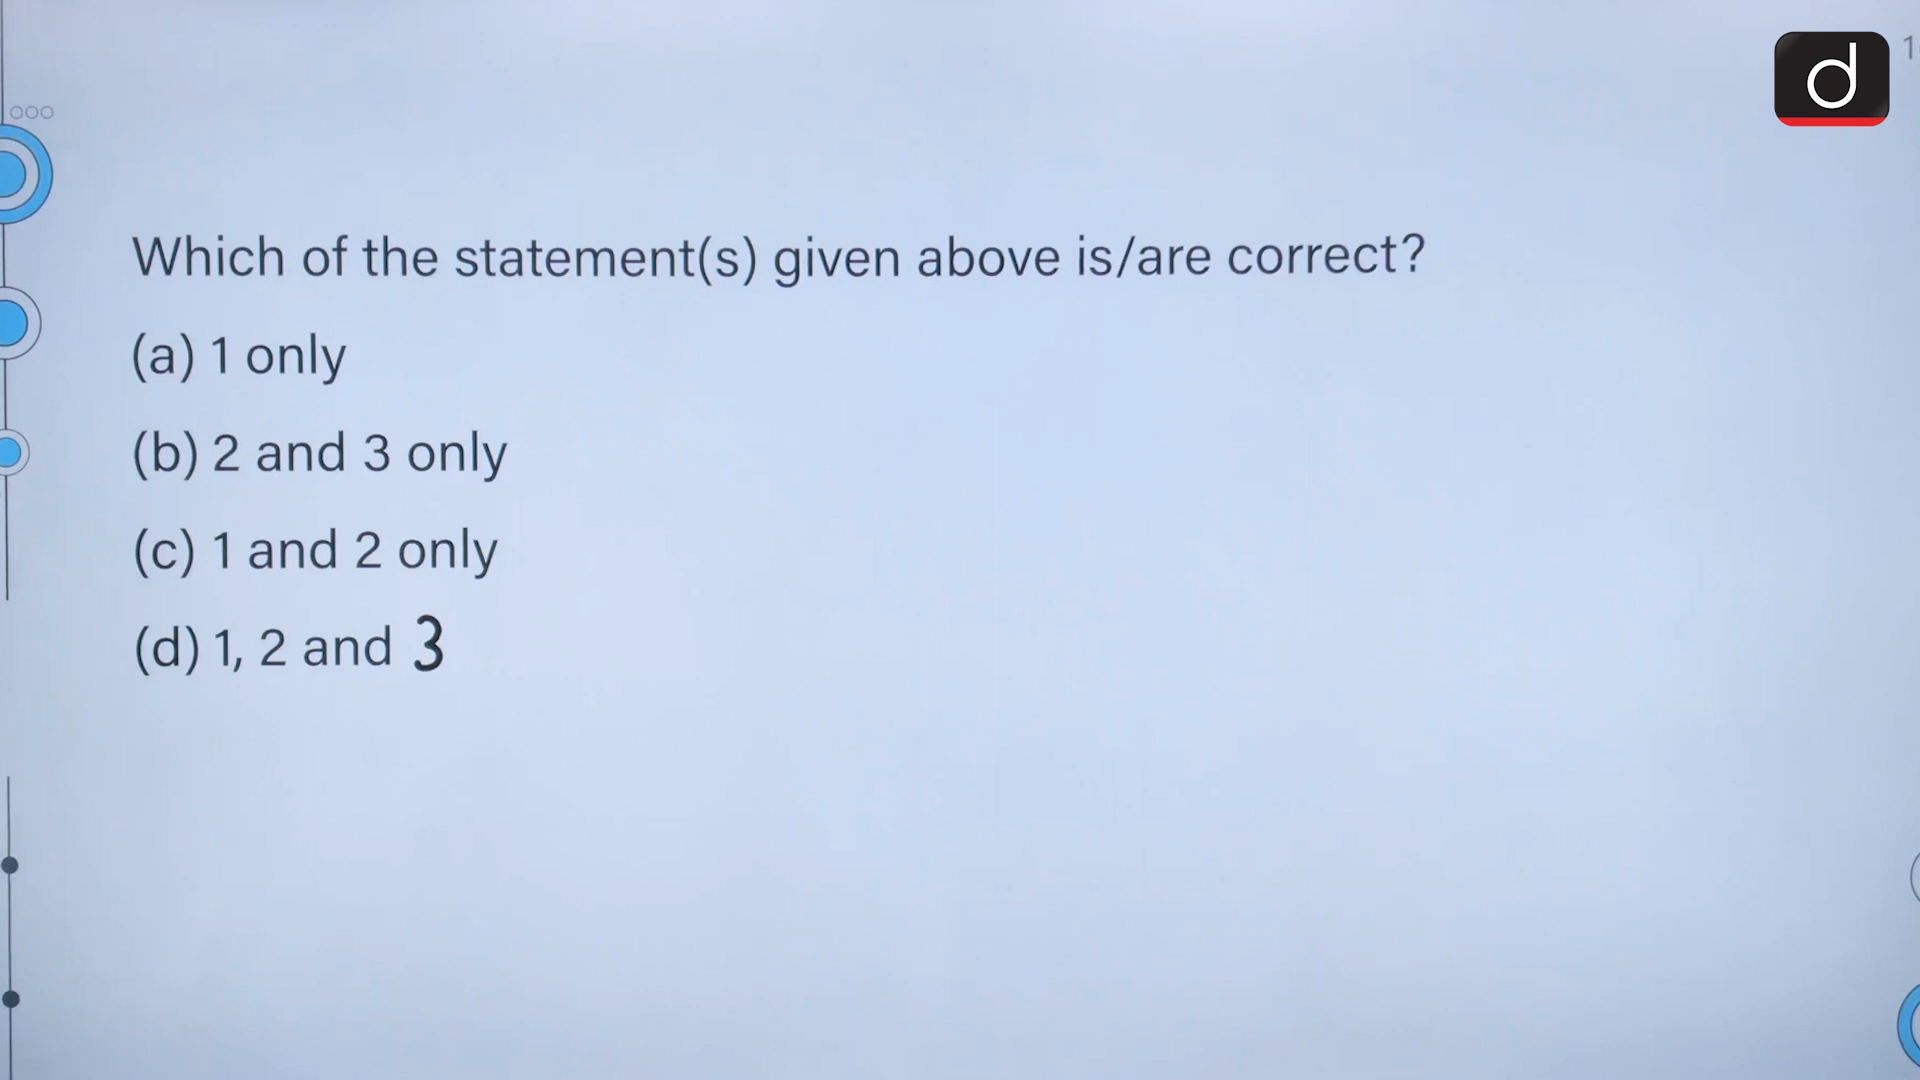 d
1
Which of the statement(s) given above is/are correct?
(a) 1 only
(b) 2 and 3 only
(c) 1 and 2 only
(d) 1, 2 and 3